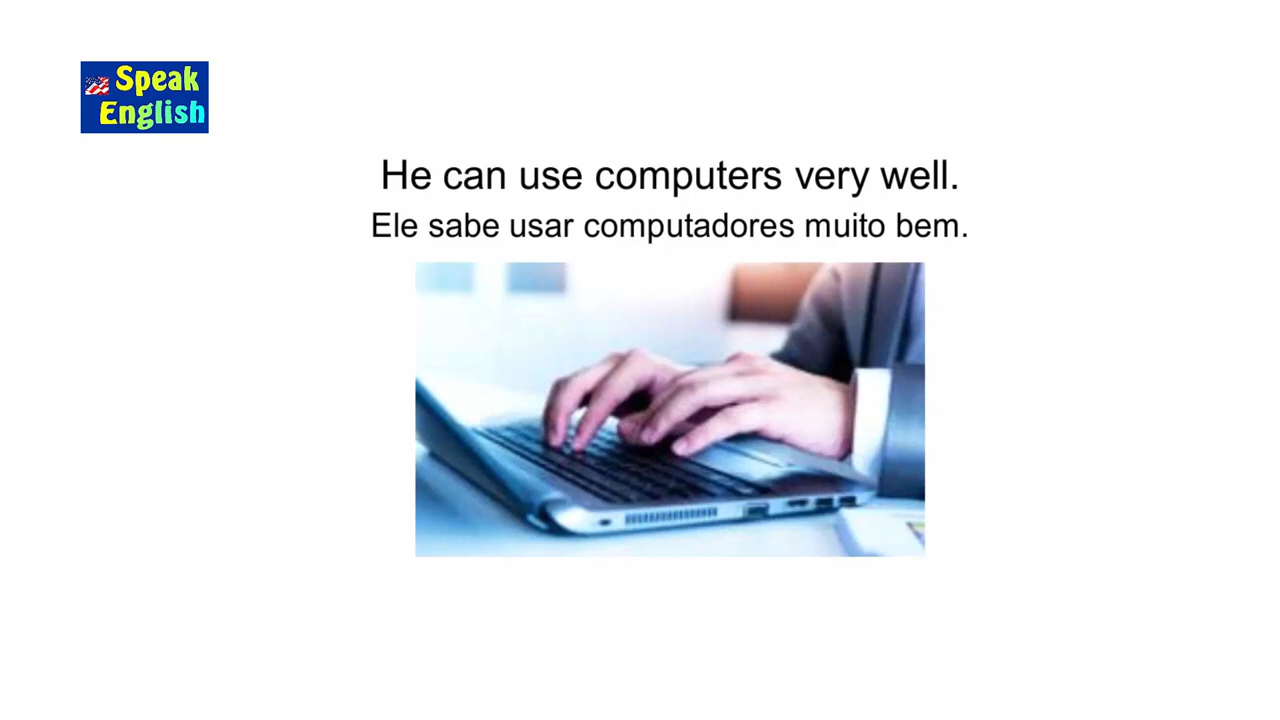 Speak
English
He can use computers very well.
Ele sabe usar computadores muito bem.